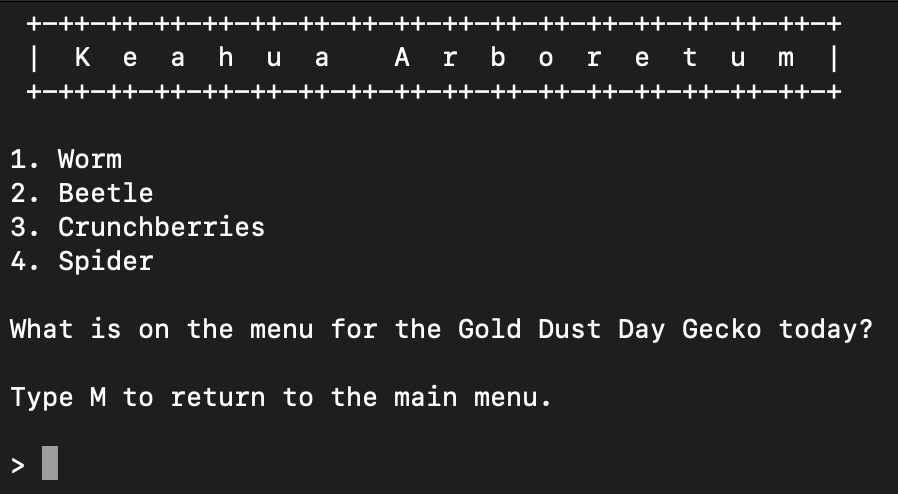 +-++-++-++-++-++-++-++-++-++-++-++-++-++-++-++-++-+
|  K  e  a  h  u  a    A  r  b  o  r  e  t  u  m  |
+-++-++-++-++-++-++-++-++-++-++-++-++-++-++-++-++-+
1. Worm
2. Beetle
3. Crunchberries
4. Spider
What is on the menu for the Gold Dust Day Gecko today?
Type M to return to the main menu.
>